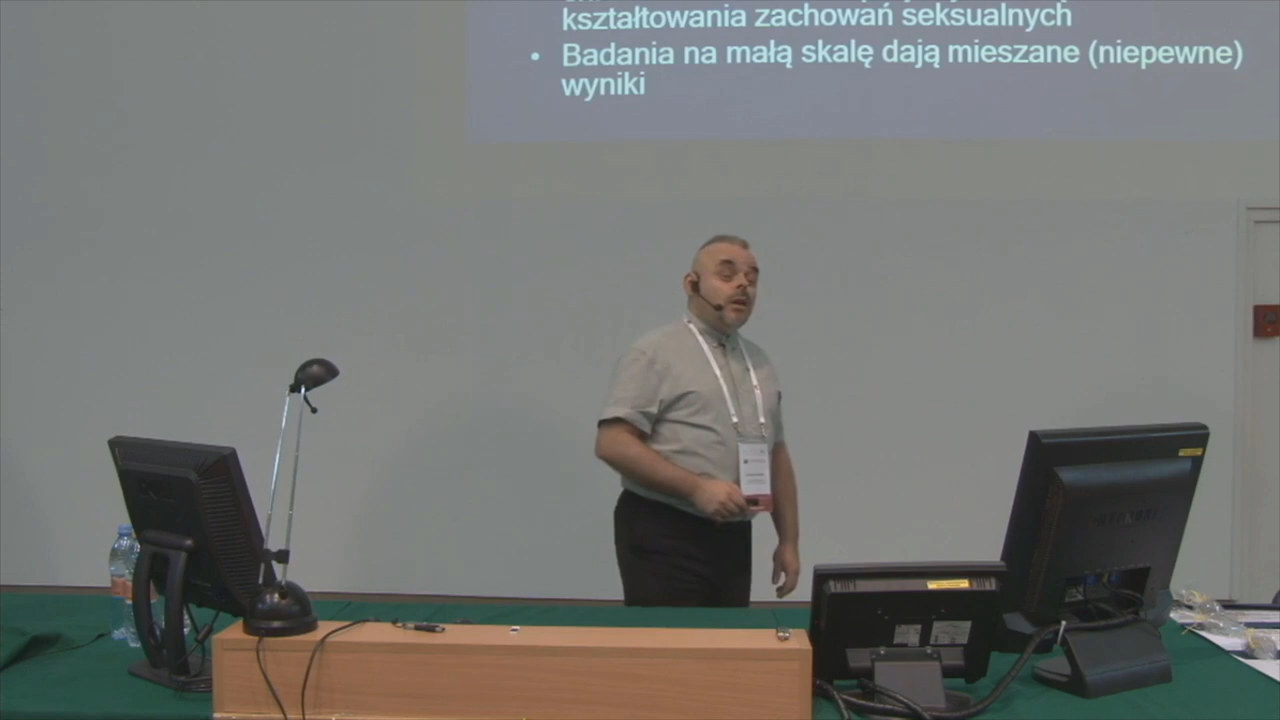 kształtowania zachowań seksualnych
• Badania na małą skalę dają mieszane (niepewne)
wyniki